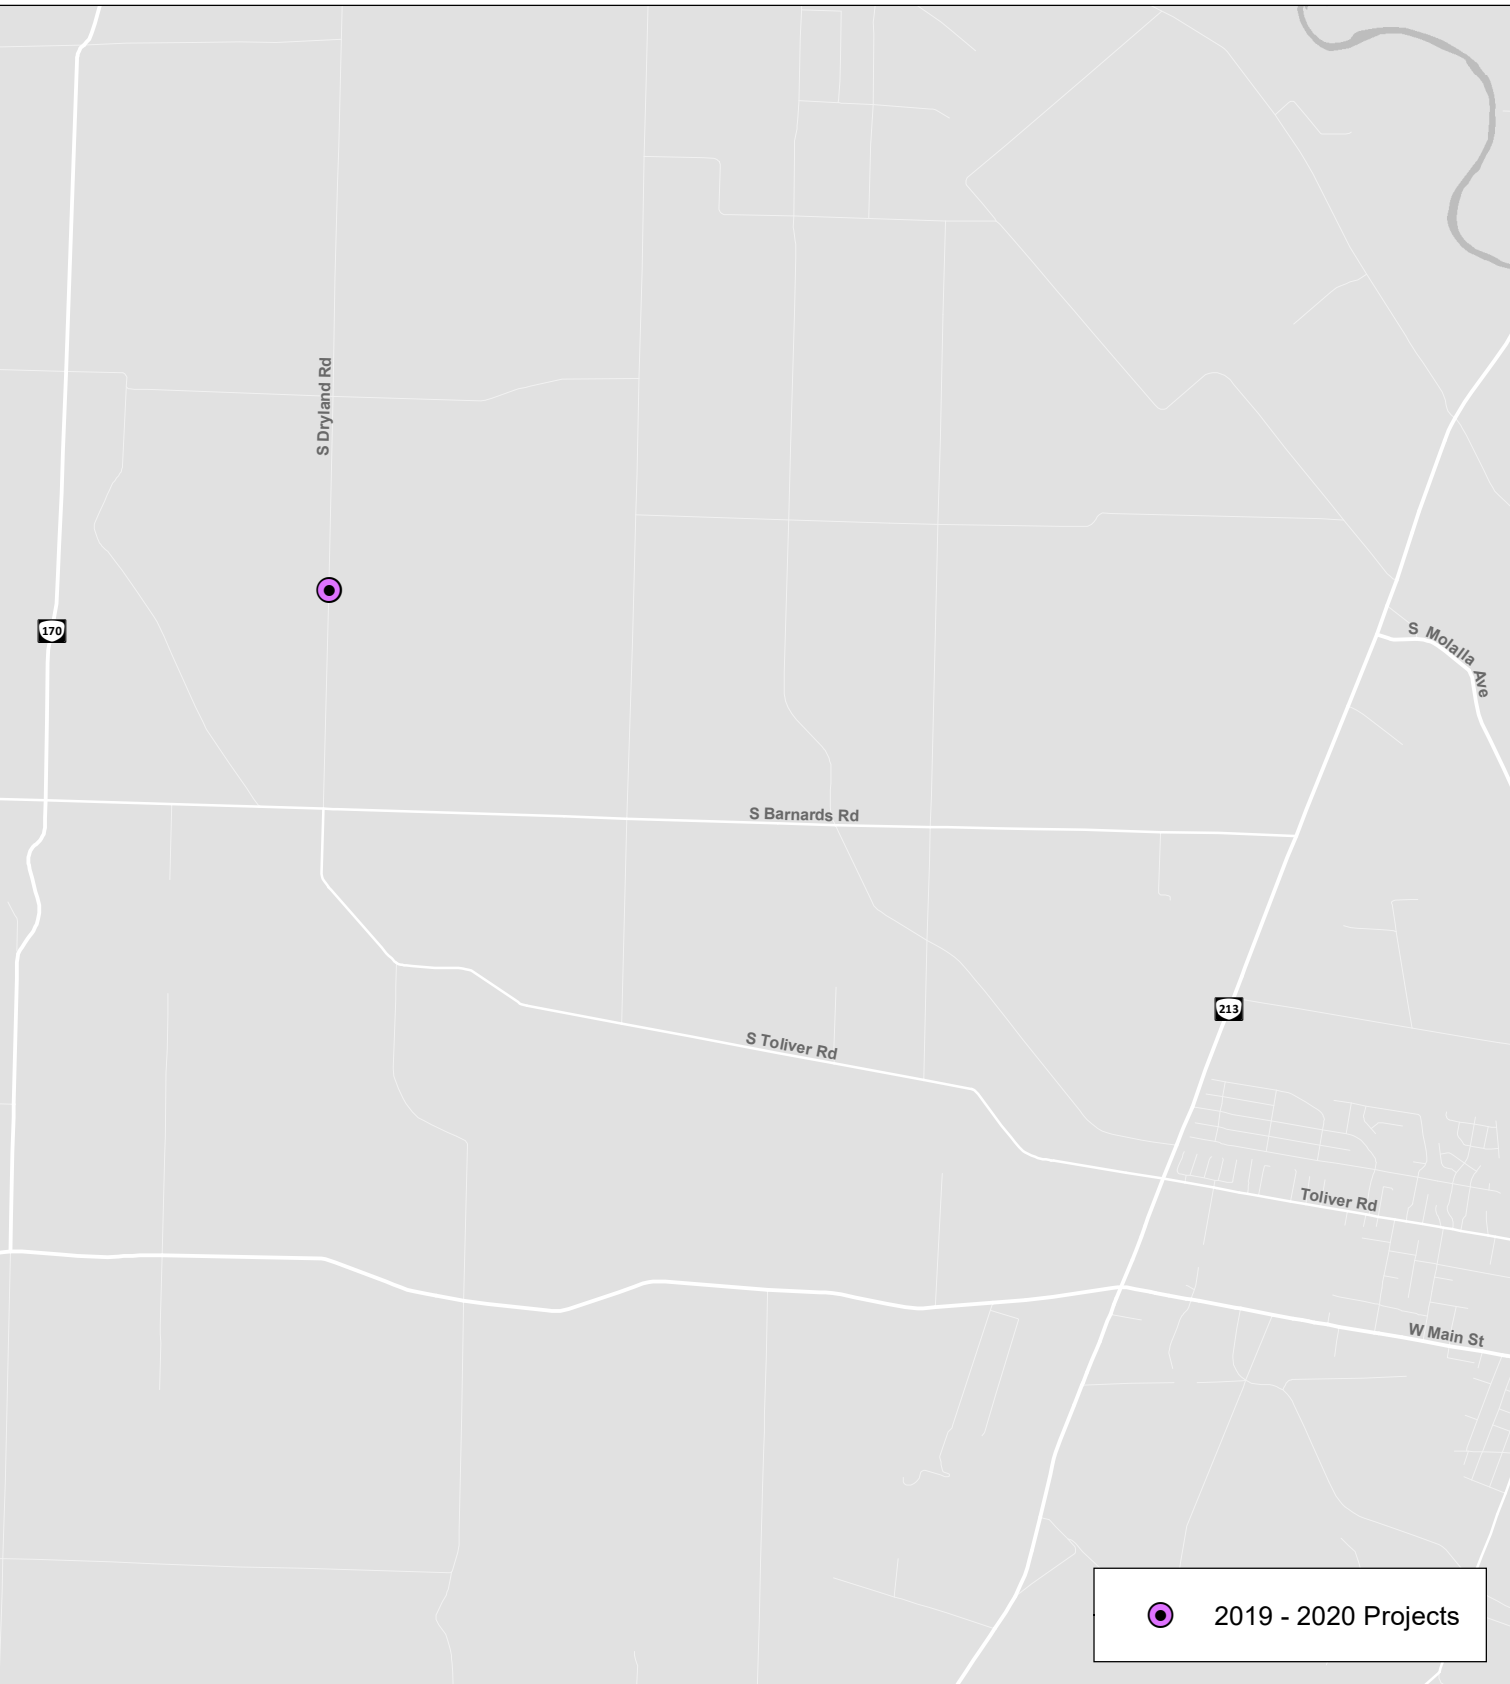 S Dryland Rd
170
S Molalla Ave
S Barnards Rd
213
S Toliver Rd
Toliver Rd
W Main St
2019 - 2020 Projects